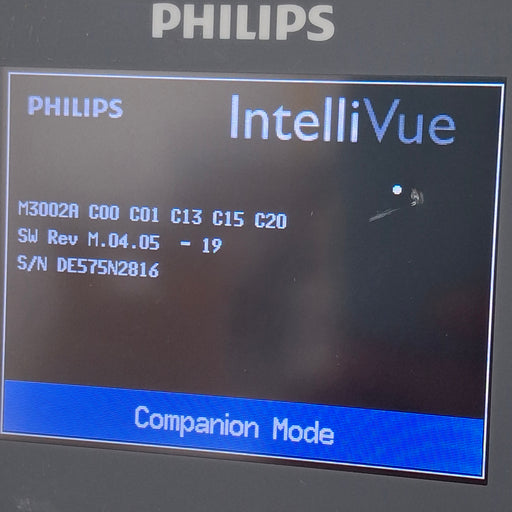 PHILIPS
PHILIPS IntelliVue
M3002A C00 C01 C13 C15 C20
SW Rev M.04.05 - 19
S/N DE575N2816
Companion Mode